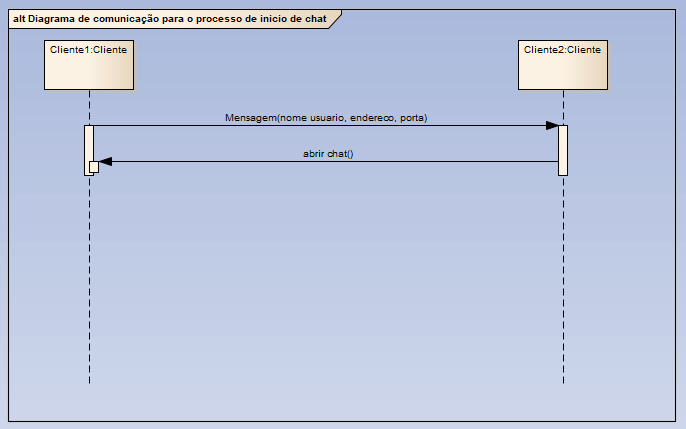 alt Diagrama de comunicação para o processo de inicio de chat
Cliente1:Cliente
Cliente2:Cliente
Mensagem(nome usuario, endereco, porta)
abrir chat()